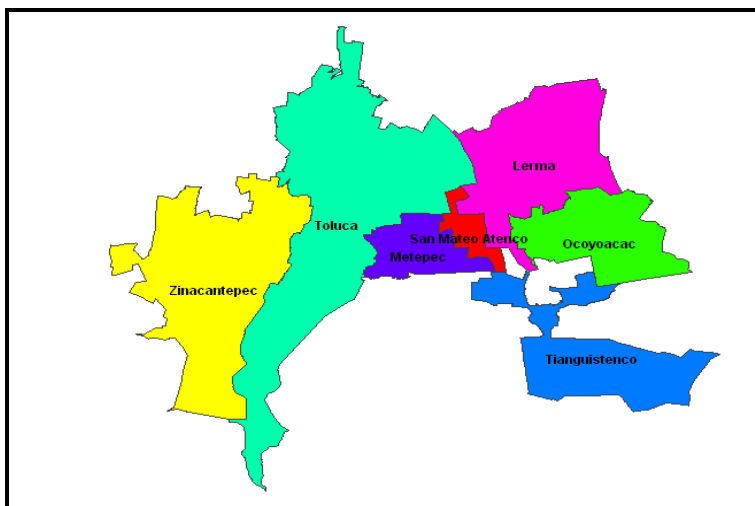 Lerma
Toluca
San Mateo Atenco
Ocoyoacac
Metepec
Zinacantepec
Tianguistenco